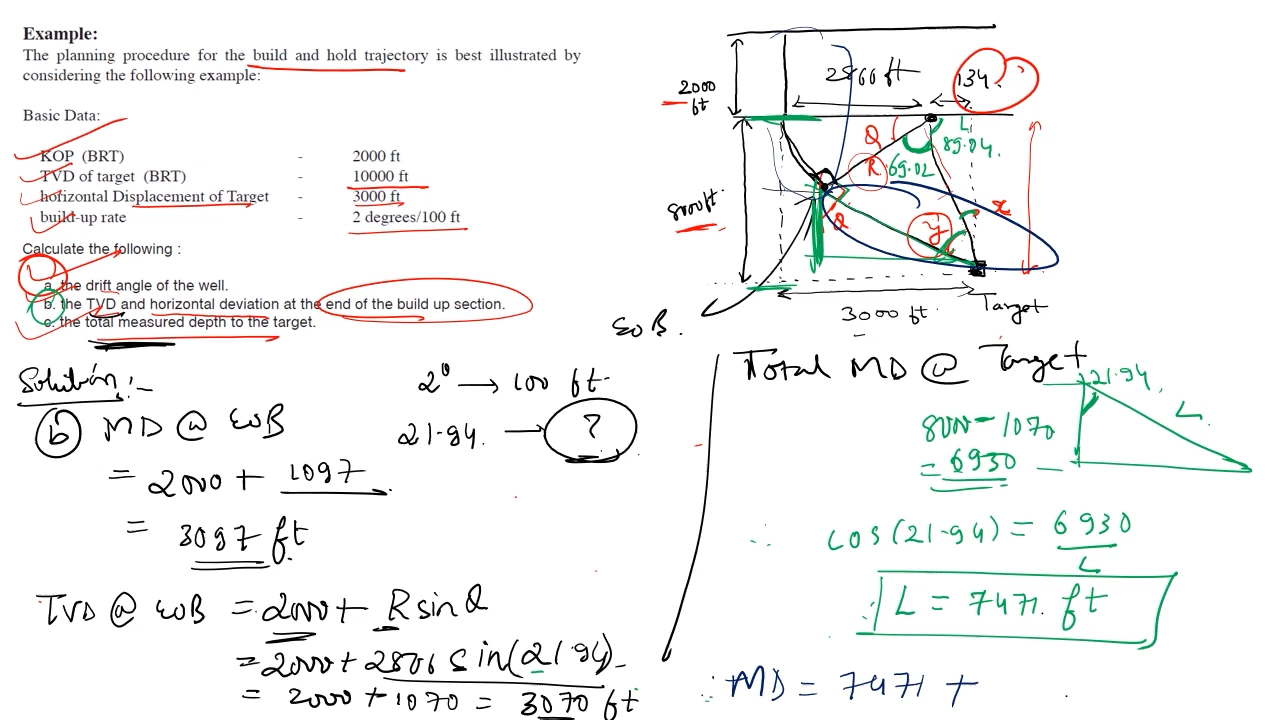 Example:
The planning procedure for the build and hold trajectory is best illustrated by
considering the following example:
Basic Data:
KOP (BRT) - 2000 ft
TVD of target (BRT) - 10000 ft
horizontal Displacement of Target - 3000 ft
build-up rate - 2 degrees/100 ft
Calculate the following :
a. the drift angle of the well.
b. the TVD and horizontal deviation at the end of the build up section.
c. the total measured depth to the target.
Solution:-
(b) MD @ EOB
= 2000 + 1097
= 3097 ft
2° → 100 ft
21.94 → ?
TVD @ EOB = 2000 + R sin Q
= 2000 + 2806 sin(21.94)
= 2000 + 1070 = 3070 ft
2000 ft
2866 ft
134
Q
L
89.04
R
69.02
8000 ft
Q
y
x
3000 ft
Target
EOB.
Total MD @ Target
21.94
L
8000 - 1070
= 6930
∴ cos(21.94) = 6930
L
L = 7471. ft
∴ MD = 7471 +